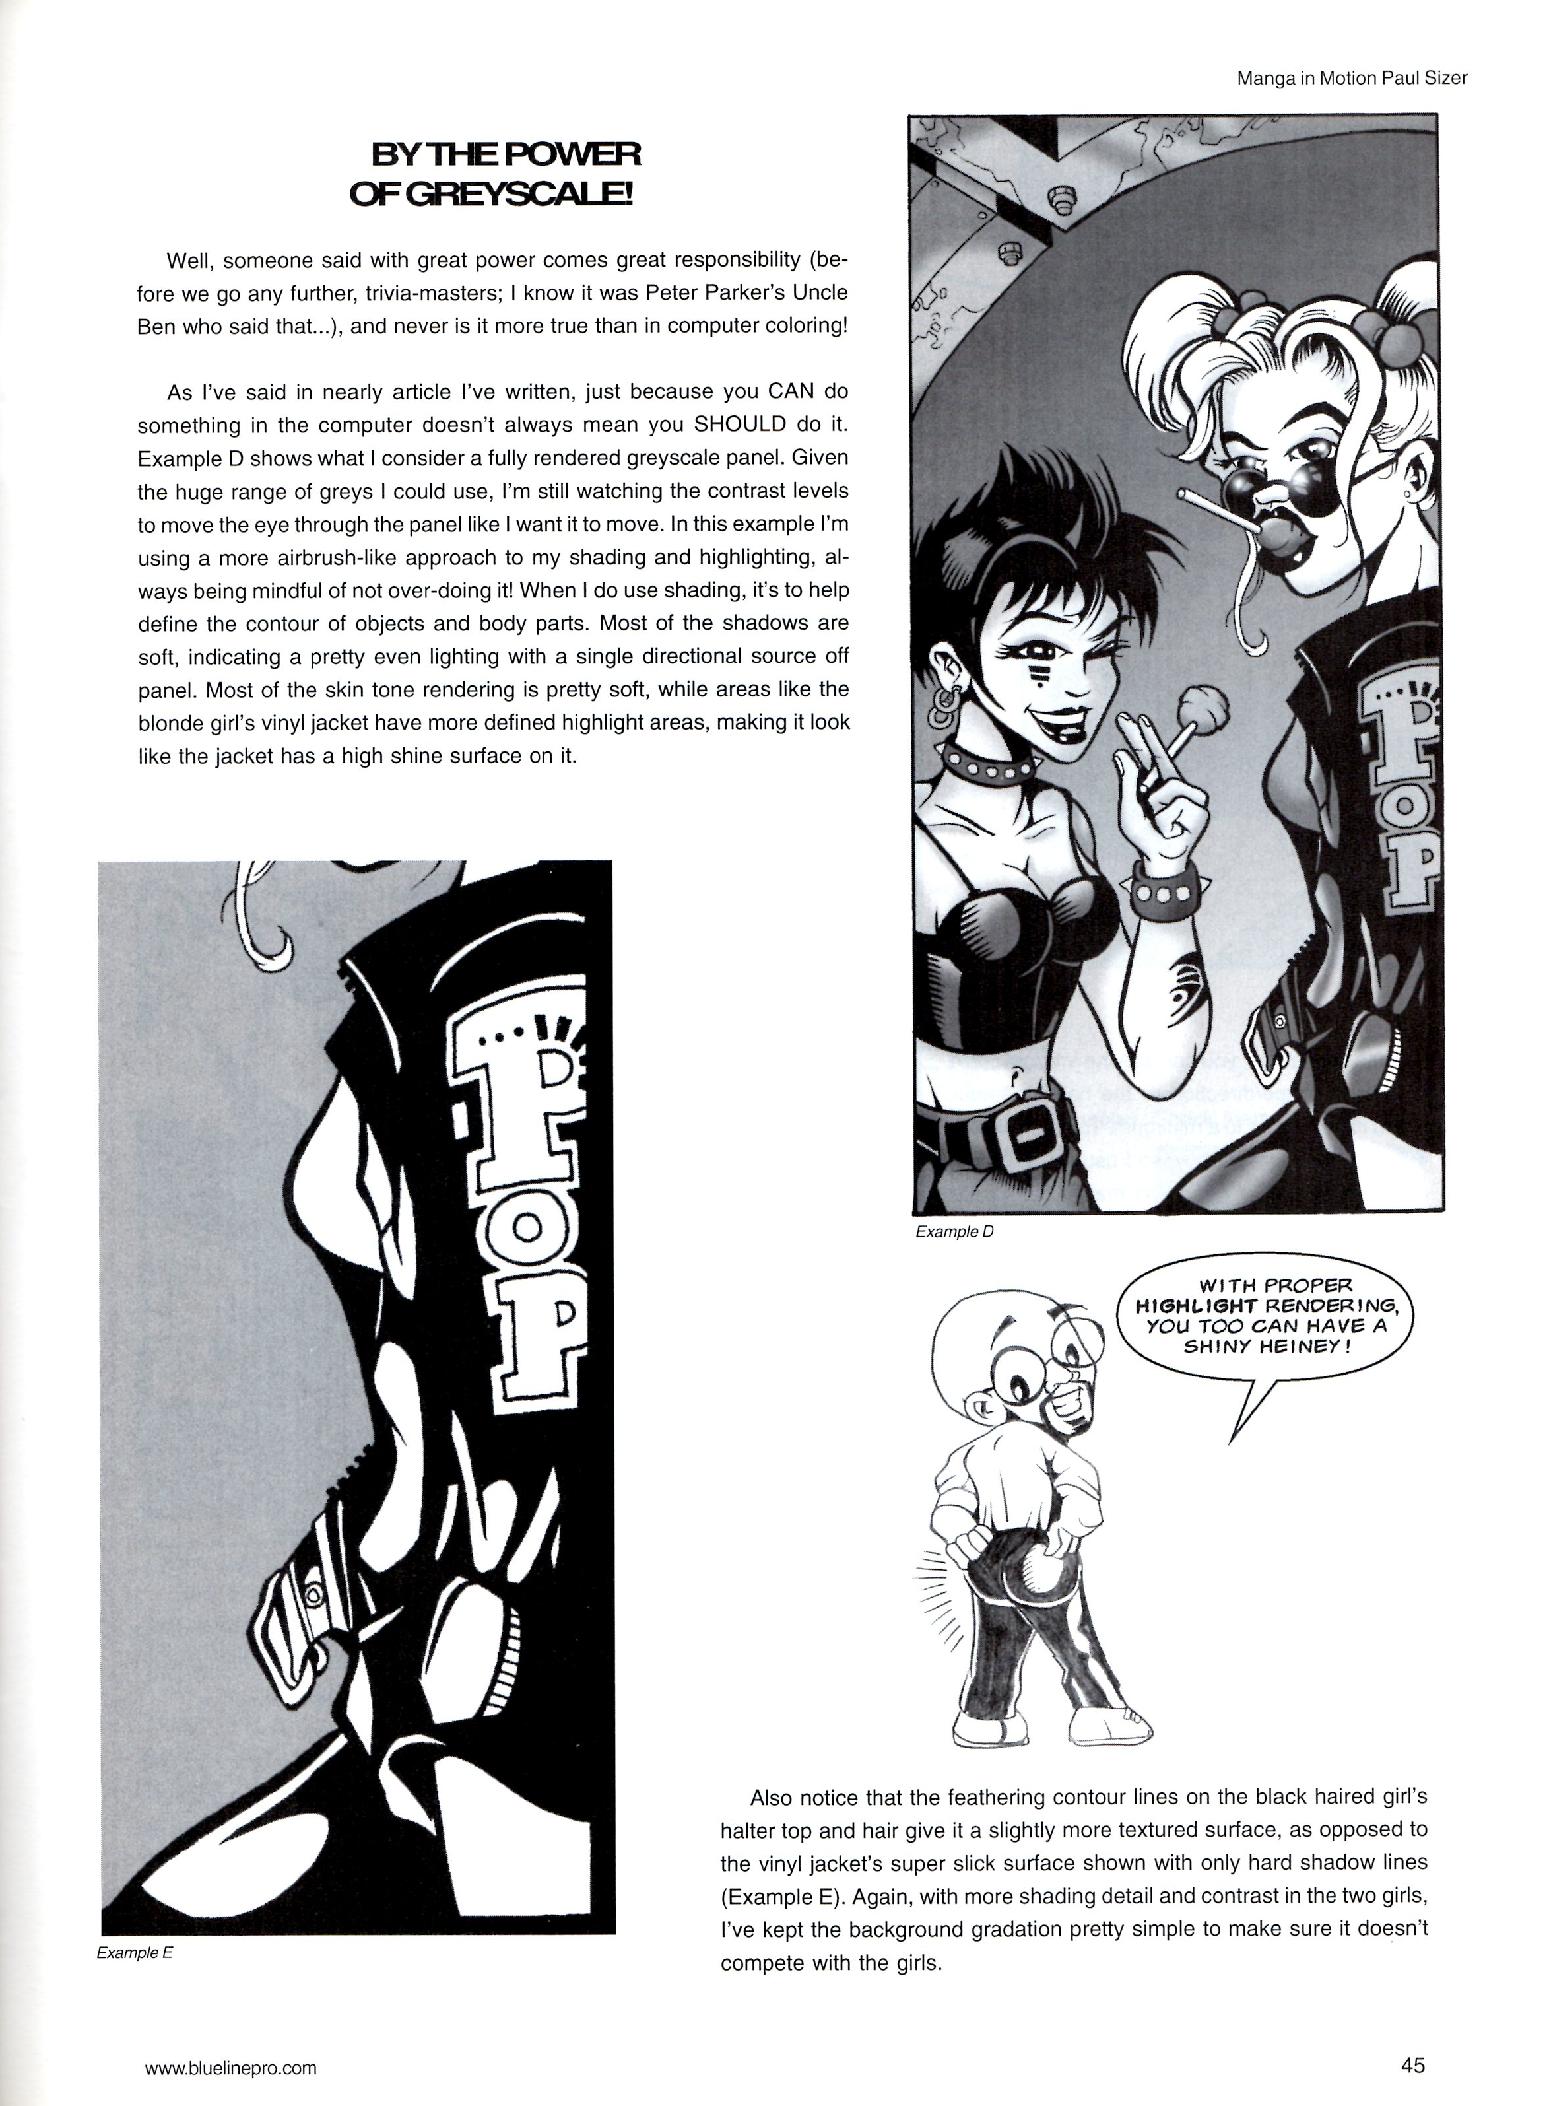 Manga in Motion Paul Sizer
BY THE POWER
OF GREYSCALE!
Well, someone said with great power comes great responsibility (be-
fore we go any further, trivia-masters; I know it was Peter Parker's Uncle
Ben who said that...), and never is it more true than in computer coloring!
As I've said in nearly article I've written, just because you CAN do
something in the computer doesn't always mean you SHOULD do it.
Example D shows what I consider a fully rendered greyscale panel. Given
the huge range of greys I could use, I'm still watching the contrast levels
to move the eye through the panel like I want it to move. In this example I'm
using a more airbrush-like approach to my shading and highlighting, al-
ways being mindful of not over-doing it! When I do use shading, it's to help
define the contour of objects and body parts. Most of the shadows are
soft, indicating a pretty even lighting with a single directional source off
panel. Most of the skin tone rendering is pretty soft, while areas like the
blonde girl's vinyl jacket have more defined highlight areas, making it look
like the jacket has a high shine surface on it.
POP
Example D
POP
Example E
WITH PROPER
HIGHLIGHT RENDERING,
YOU TOO CAN HAVE A
SHINY HEINEY!
Also notice that the feathering contour lines on the black haired girl's
halter top and hair give it a slightly more textured surface, as opposed to
the vinyl jacket's super slick surface shown with only hard shadow lines
(Example E). Again, with more shading detail and contrast in the two girls,
I've kept the background gradation pretty simple to make sure it doesn't
compete with the girls.
www.bluelinepro.com
45